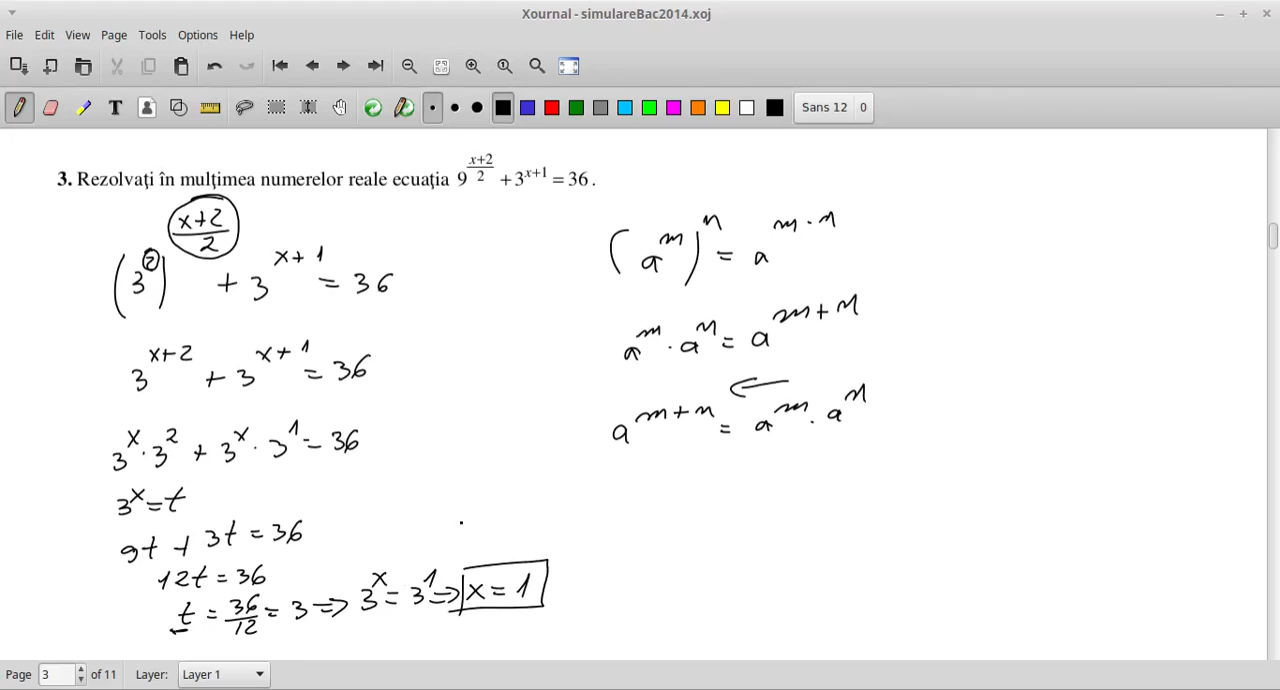 Xournal - simulareBac2014.xoj
File Edit View Page Tools Options Help
Sans 12 0
3. Rezolvaţi în mulţimea numerelor reale ecuaţia 9^((x+2)/2) + 3^(x+1) = 36.
(3^2)^((x+2)/2) + 3^(x+1) = 36
3^(x+2) + 3^(x+1) = 36
3^x · 3^2 + 3^x · 3^1 = 36
3^x = t
9t + 3t = 36
12t = 36
t = 36/12 = 3 => 3^x = 3^1 => x = 1
(a^m)^n = a^(m·n)
a^m · a^n = a^(m+n)
←
a^(m+n) = a^m · a^n
Page 3 of 11 Layer: Layer 1